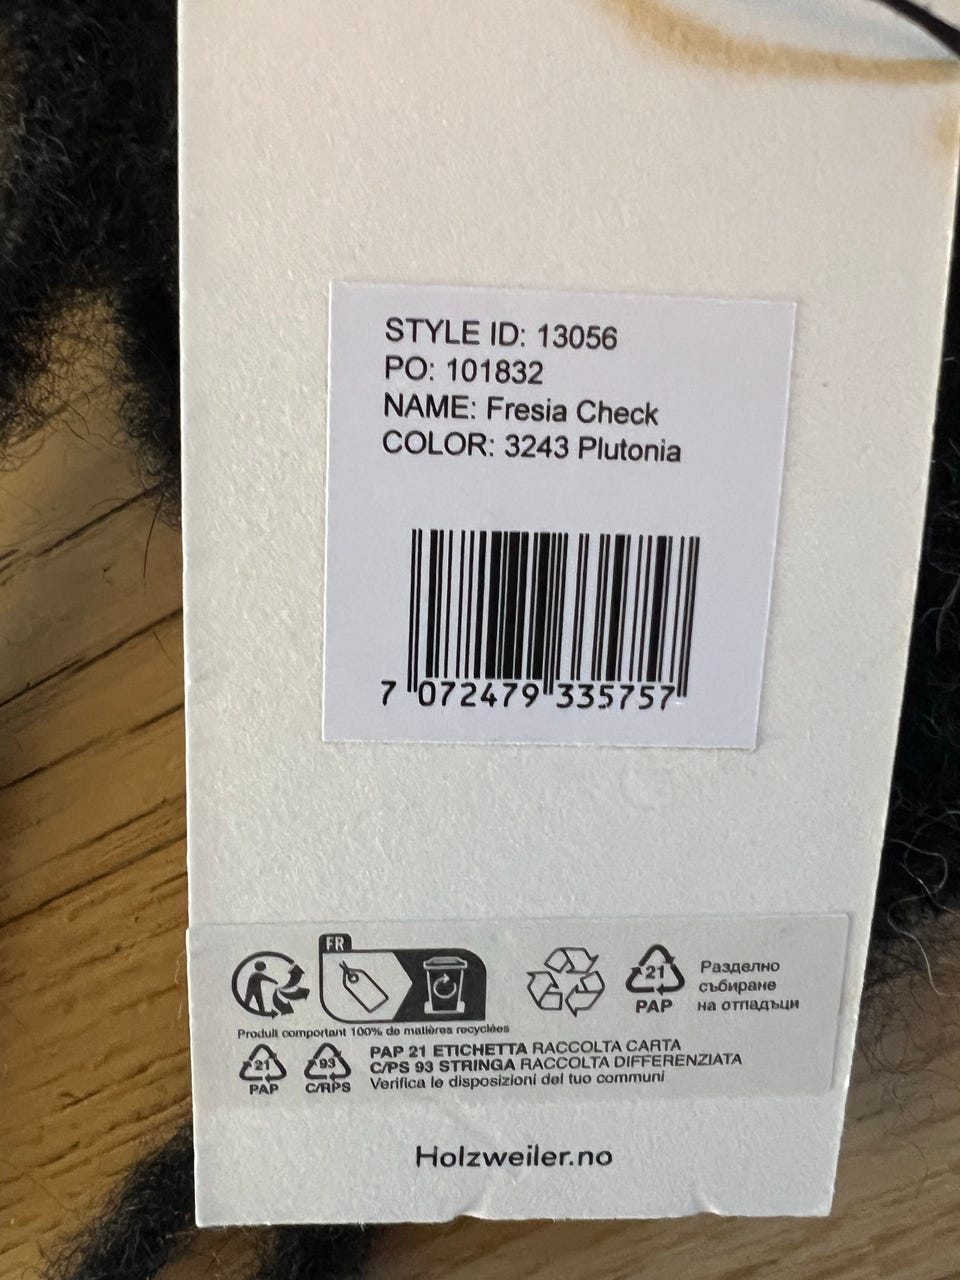 STYLE ID: 13056
PO: 101832
NAME: Fresia Check
COLOR: 3243 Plutonia
7 072479 335757
FR
Produit comportant 100% de matières recyclées
21
PAP
Разделно
събиране
на отпадъци
21
PAP
93
C/RPS
PAP 21 ETICHETTA RACCOLTA CARTA
C/PS 93 STRINGA RACCOLTA DIFFERENZIATA
Verifica le disposizioni del tuo communi
Holzweiler.no